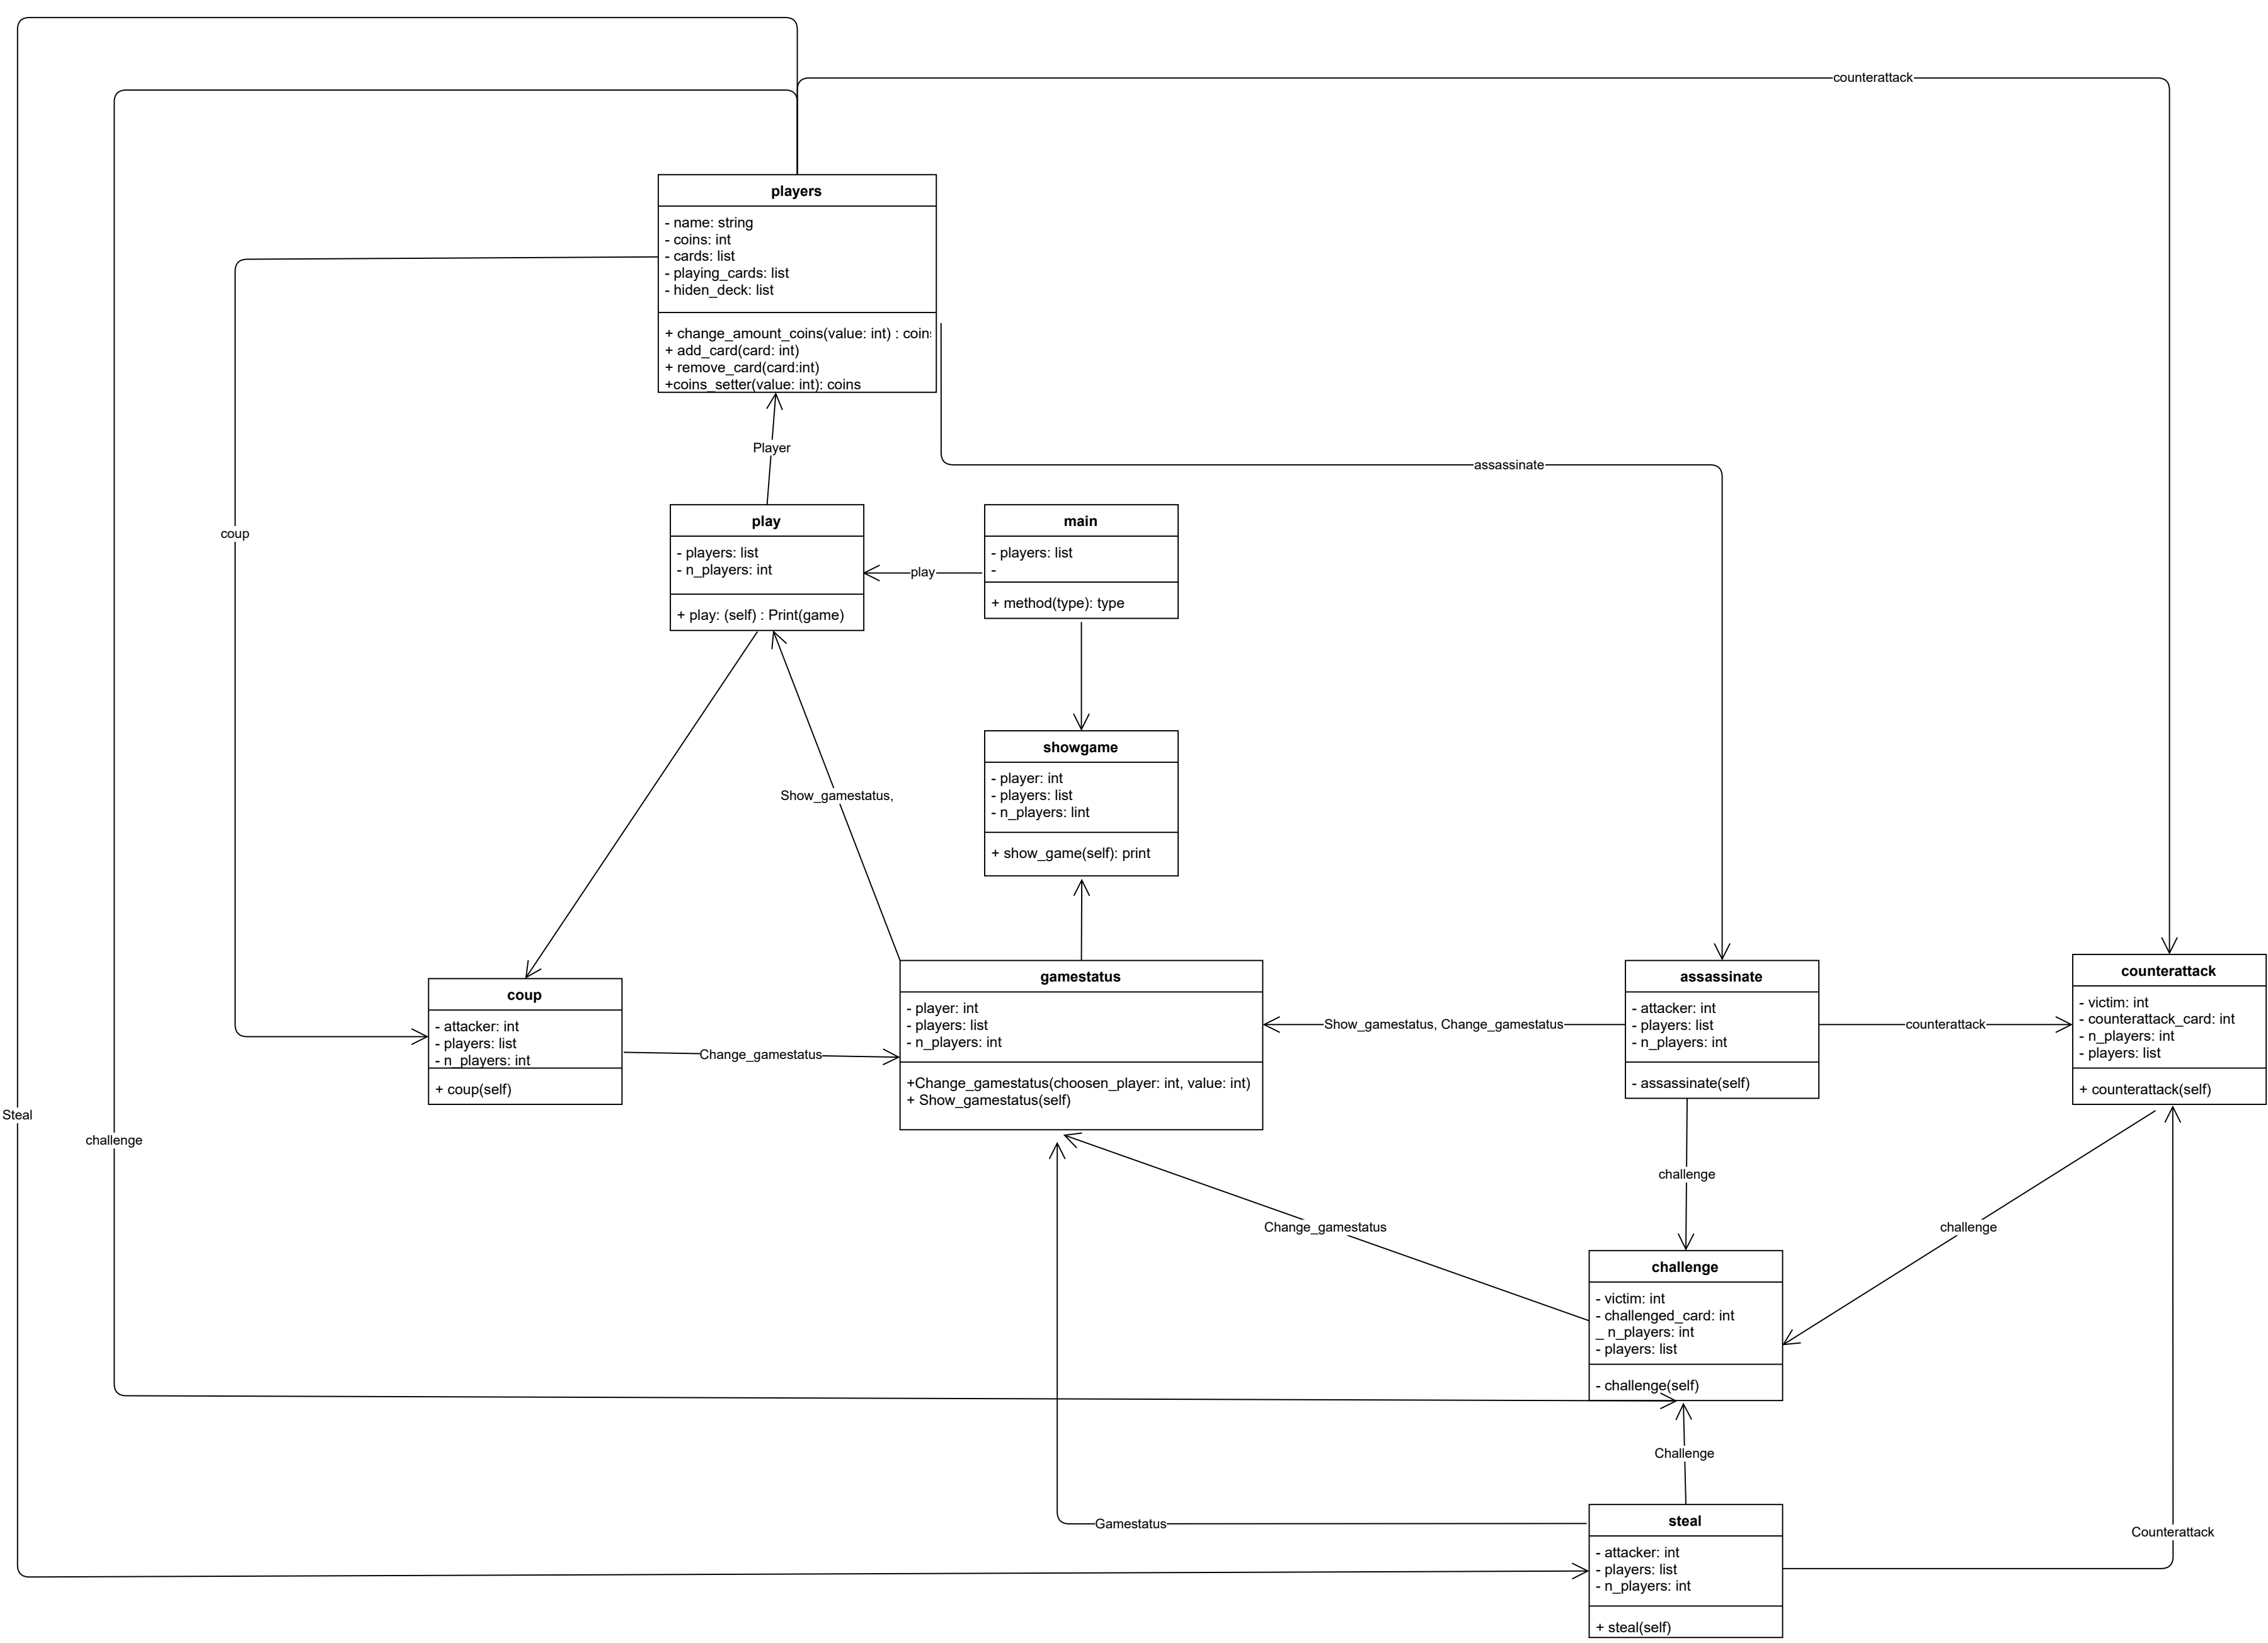 counterattack
players
- name: string
- coins: int
- cards: list
- playing_cards: list
- hiden_deck: list
+ change_amount_coins(value: int) : coin
+ add_card(card: int)
+ remove_card(card:int)
+coins_setter(value: int): coins
Player
assassinate
coup
play
- players: list
- n_players: int
+ play: (self) : Print(game)
play
main
- players: list
-
+ method(type): type
showgame
- player: int
- players: list
- n_players: lint
+ show_game(self): print
Show_gamestatus,
coup
- attacker: int
- players: list
- n_players: int
+ coup(self)
Change_gamestatus
gamestatus
- player: int
- players: list
- n_players: int
+Change_gamestatus(choosen_player: int, value: int)
+ Show_gamestatus(self)
Show_gamestatus, Change_gamestatus
assassinate
- attacker: int
- players: list
- n_players: int
- assassinate(self)
counterattack
counterattack
- victim: int
- counterattack_card: int
- n_players: int
- players: list
+ counterattack(self)
Steal
challenge
challenge
Change_gamestatus
challenge
challenge
- victim: int
- challenged_card: int
_ n_players: int
- players: list
- challenge(self)
Challenge
Gamestatus
Counterattack
steal
- attacker: int
- players: list
- n_players: int
+ steal(self)